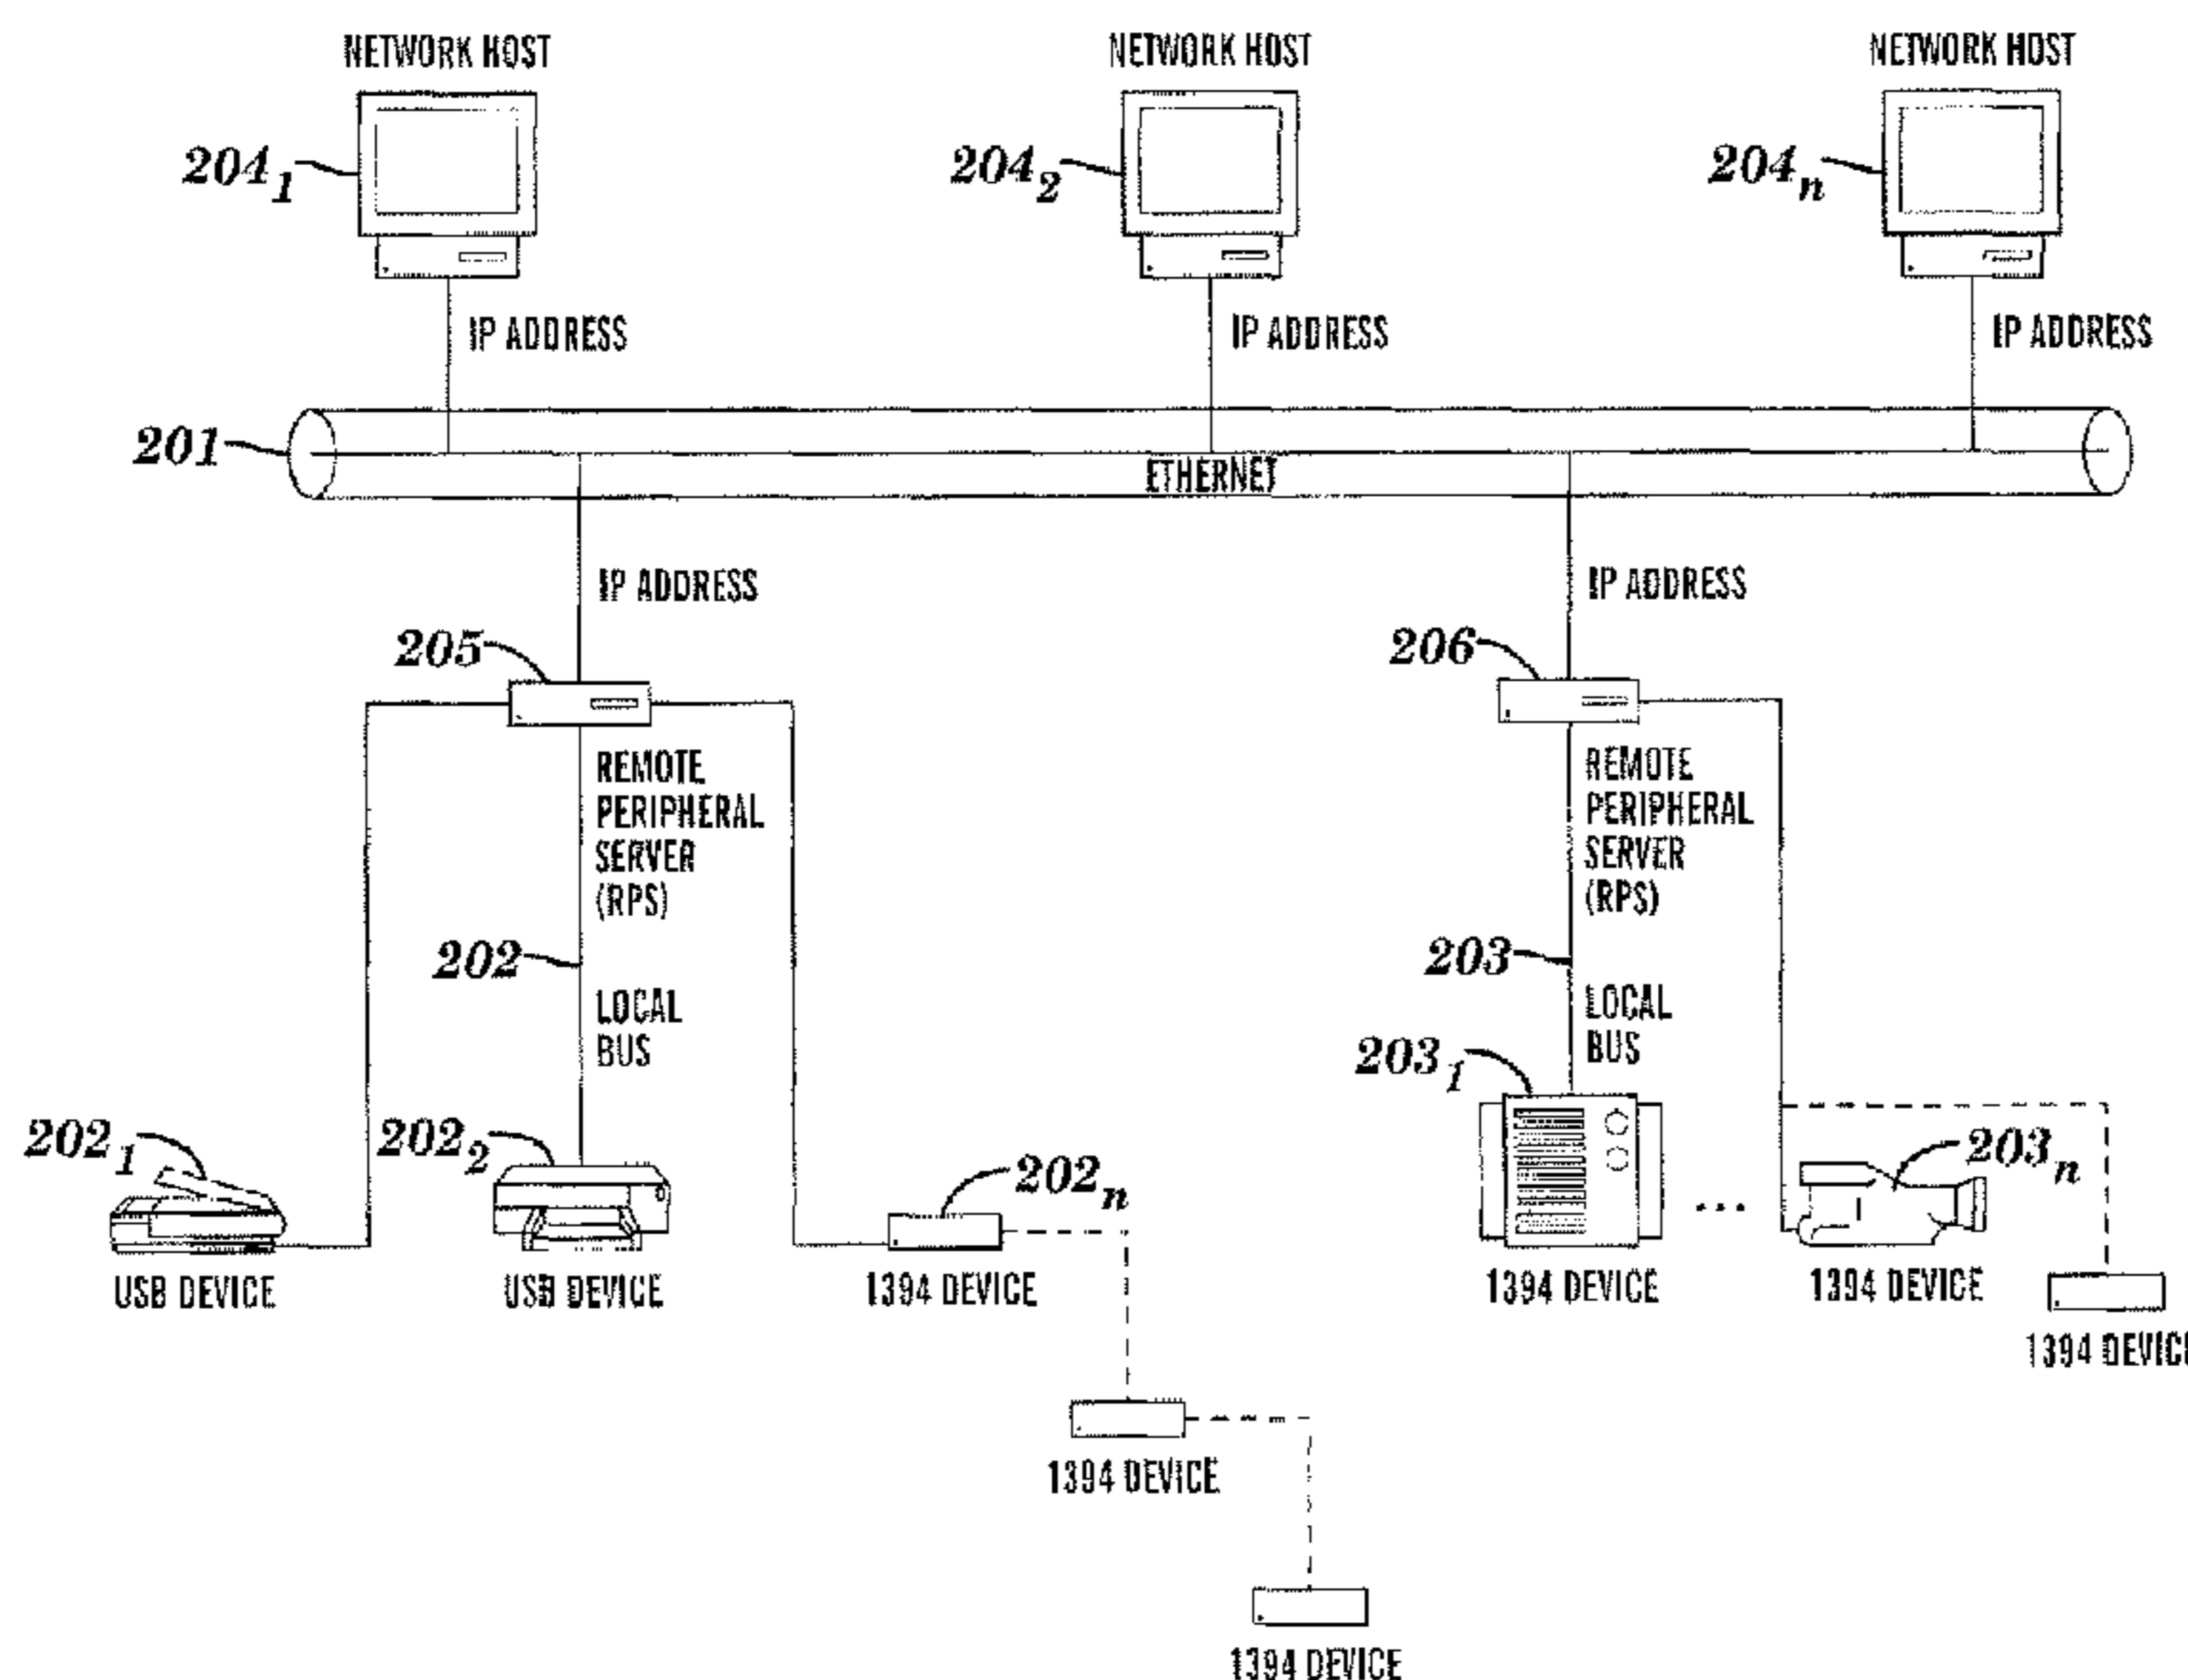 NETWORK HOST
NETWORK HOST
NETWORK HOST
204₁
204₂
204ₙ
IP ADDRESS
IP ADDRESS
IP ADDRESS
201
ETHERNET
IP ADDRESS
IP ADDRESS
205
206
REMOTE
PERIPHERAL
SERVER
(RPS)
REMOTE
PERIPHERAL
SERVER
(RPS)
202
203
LOCAL
BUS
LOCAL
BUS
203₁
202₁
202₂
202ₙ
...
203ₙ
USB DEVICE
USB DEVICE
1394 DEVICE
1394 DEVICE
1394 DEVICE
1394 DEVICE
1394 DEVICE
1394 DEVICE